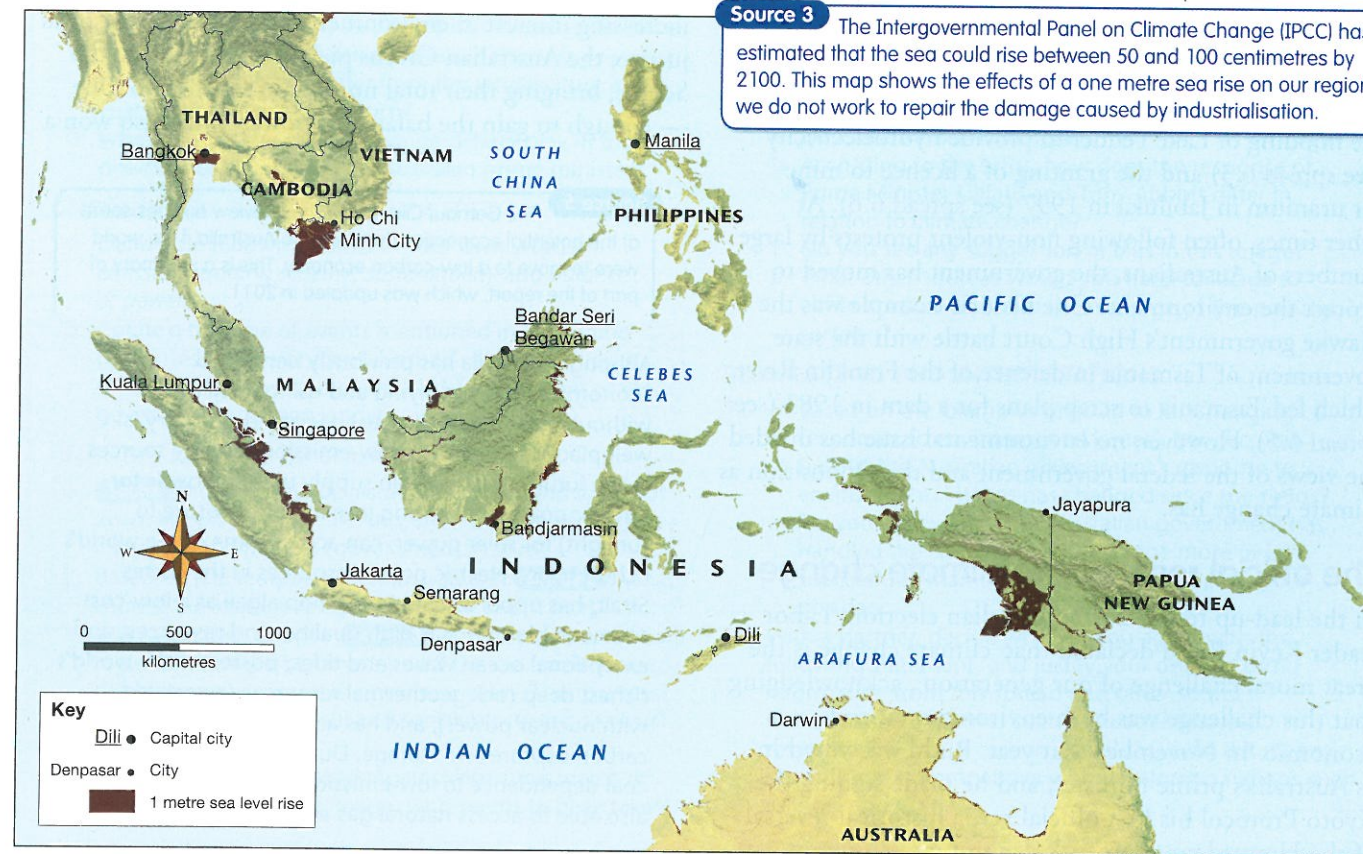 Source 3
The Intergovernmental Panel on Climate Change (IPCC) has
estimated that the sea could rise between 50 and 100 centimetres by
2100. This map shows the effects of a one metre sea rise on our region
we do not work to repair the damage caused by industrialisation.
THAILAND
Bangkok
VIETNAM
CAMBODIA
Ho Chi
Minh City
SOUTH
CHINA
SEA
Manila
PHILIPPINES
PACIFIC OCEAN
Bandar Seri
Begawan
Kuala Lumpur
MALAYSIA
CELEBES
SEA
Singapore
N
W
E
S
Bandjarmasin
Jayapura
INDONESIA
Jakarta
Semarang
Denpasar
PAPUA
NEW GUINEA
Dili
ARAFURA SEA
0 500 1000
kilometres
Darwin
INDIAN OCEAN
AUSTRALIA
Key
Dili Capital city
Denpasar City
1 metre sea level rise